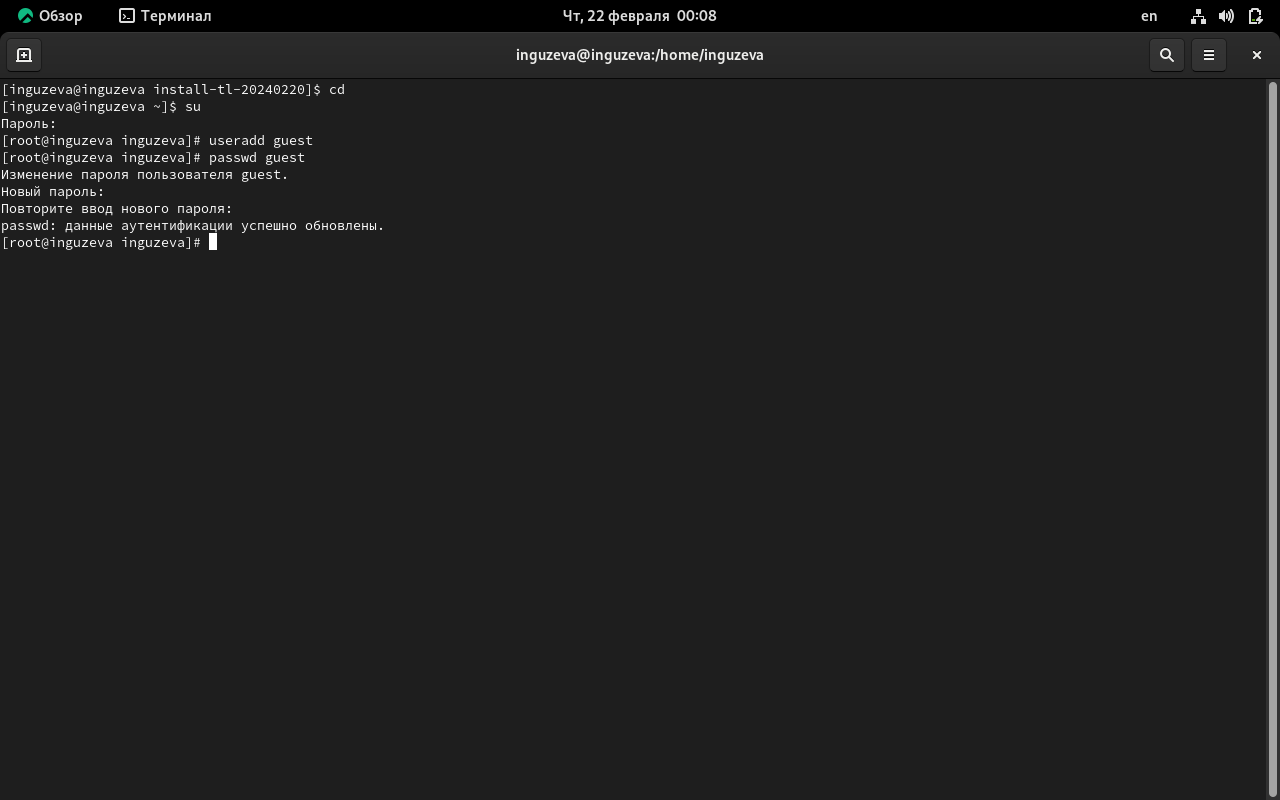 Обзор
Терминал
Чт, 22 февраля 00:08
en
inguzeva@inguzeva:/home/inguzeva
[inguzeva@inguzeva install-tl-20240220]$ cd
[inguzeva@inguzeva ~]$ su
Пароль:
[root@inguzeva inguzeva]# useradd guest
[root@inguzeva inguzeva]# passwd guest
Изменение пароля пользователя guest.
Новый пароль:
Повторите ввод нового пароля:
passwd: данные аутентификации успешно обновлены.
[root@inguzeva inguzeva]#